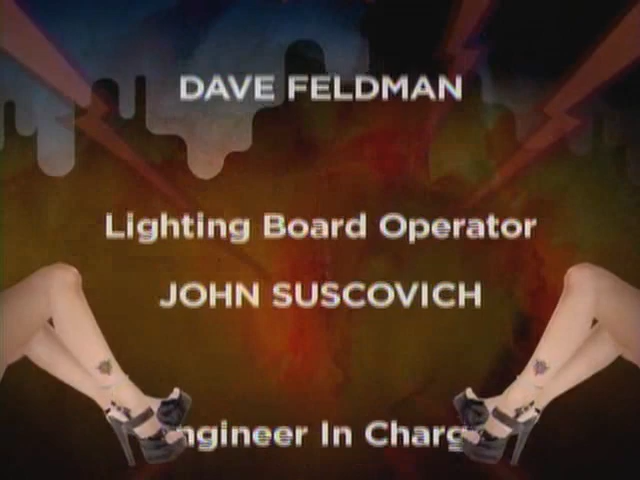 DAVE FELDMAN
Lighting Board Operator
JOHN SUSCOVICH
ngineer In Charg